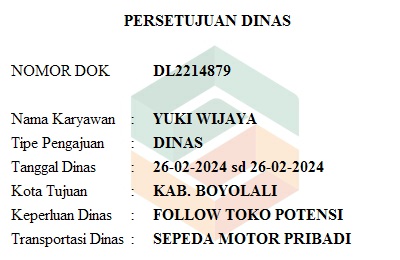 PERSETUJUAN DINAS
NOMOR DOK DL2214879
Nama Karyawan : YUKI WIJAYA
Tipe Pengajuan : DINAS
Tanggal Dinas : 26-02-2024 sd 26-02-2024
Kota Tujuan : KAB. BOYOLALI
Keperluan Dinas : FOLLOW TOKO POTENSI
Transportasi Dinas : SEPEDA MOTOR PRIBADI